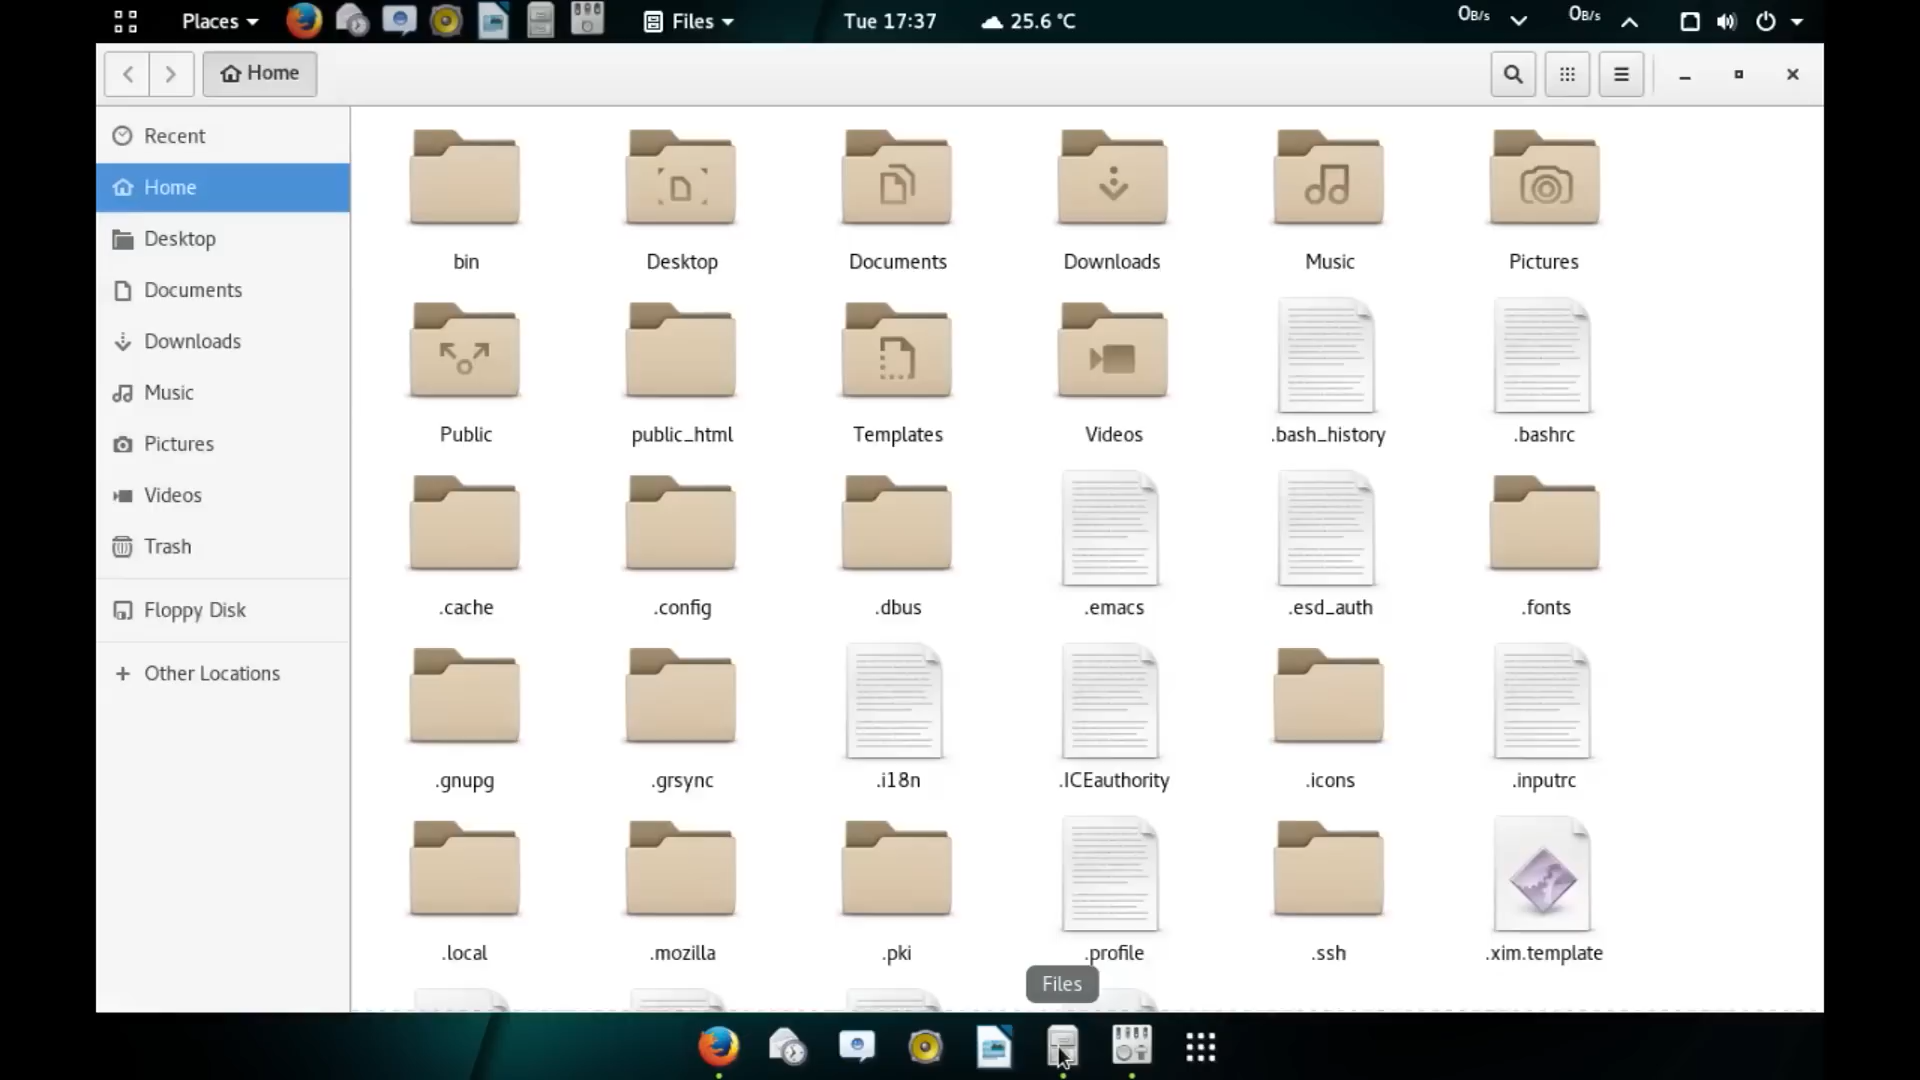 Places Files Tue 17:37 25.6 °C 0B/s 0B/s
Home
Recent
Home
Desktop
Documents
Downloads
Music
Pictures
Videos
Trash
Floppy Disk
Other Locations
bin Desktop Documents Downloads Music Pictures
Public public_html Templates Videos .bash_history .bashrc
.cache .config .dbus .emacs .esd_auth .fonts
.gnupg .grsync .i18n .ICEauthority .icons .inputrc
.local .mozilla .pki .profile .ssh .xim.template
Files